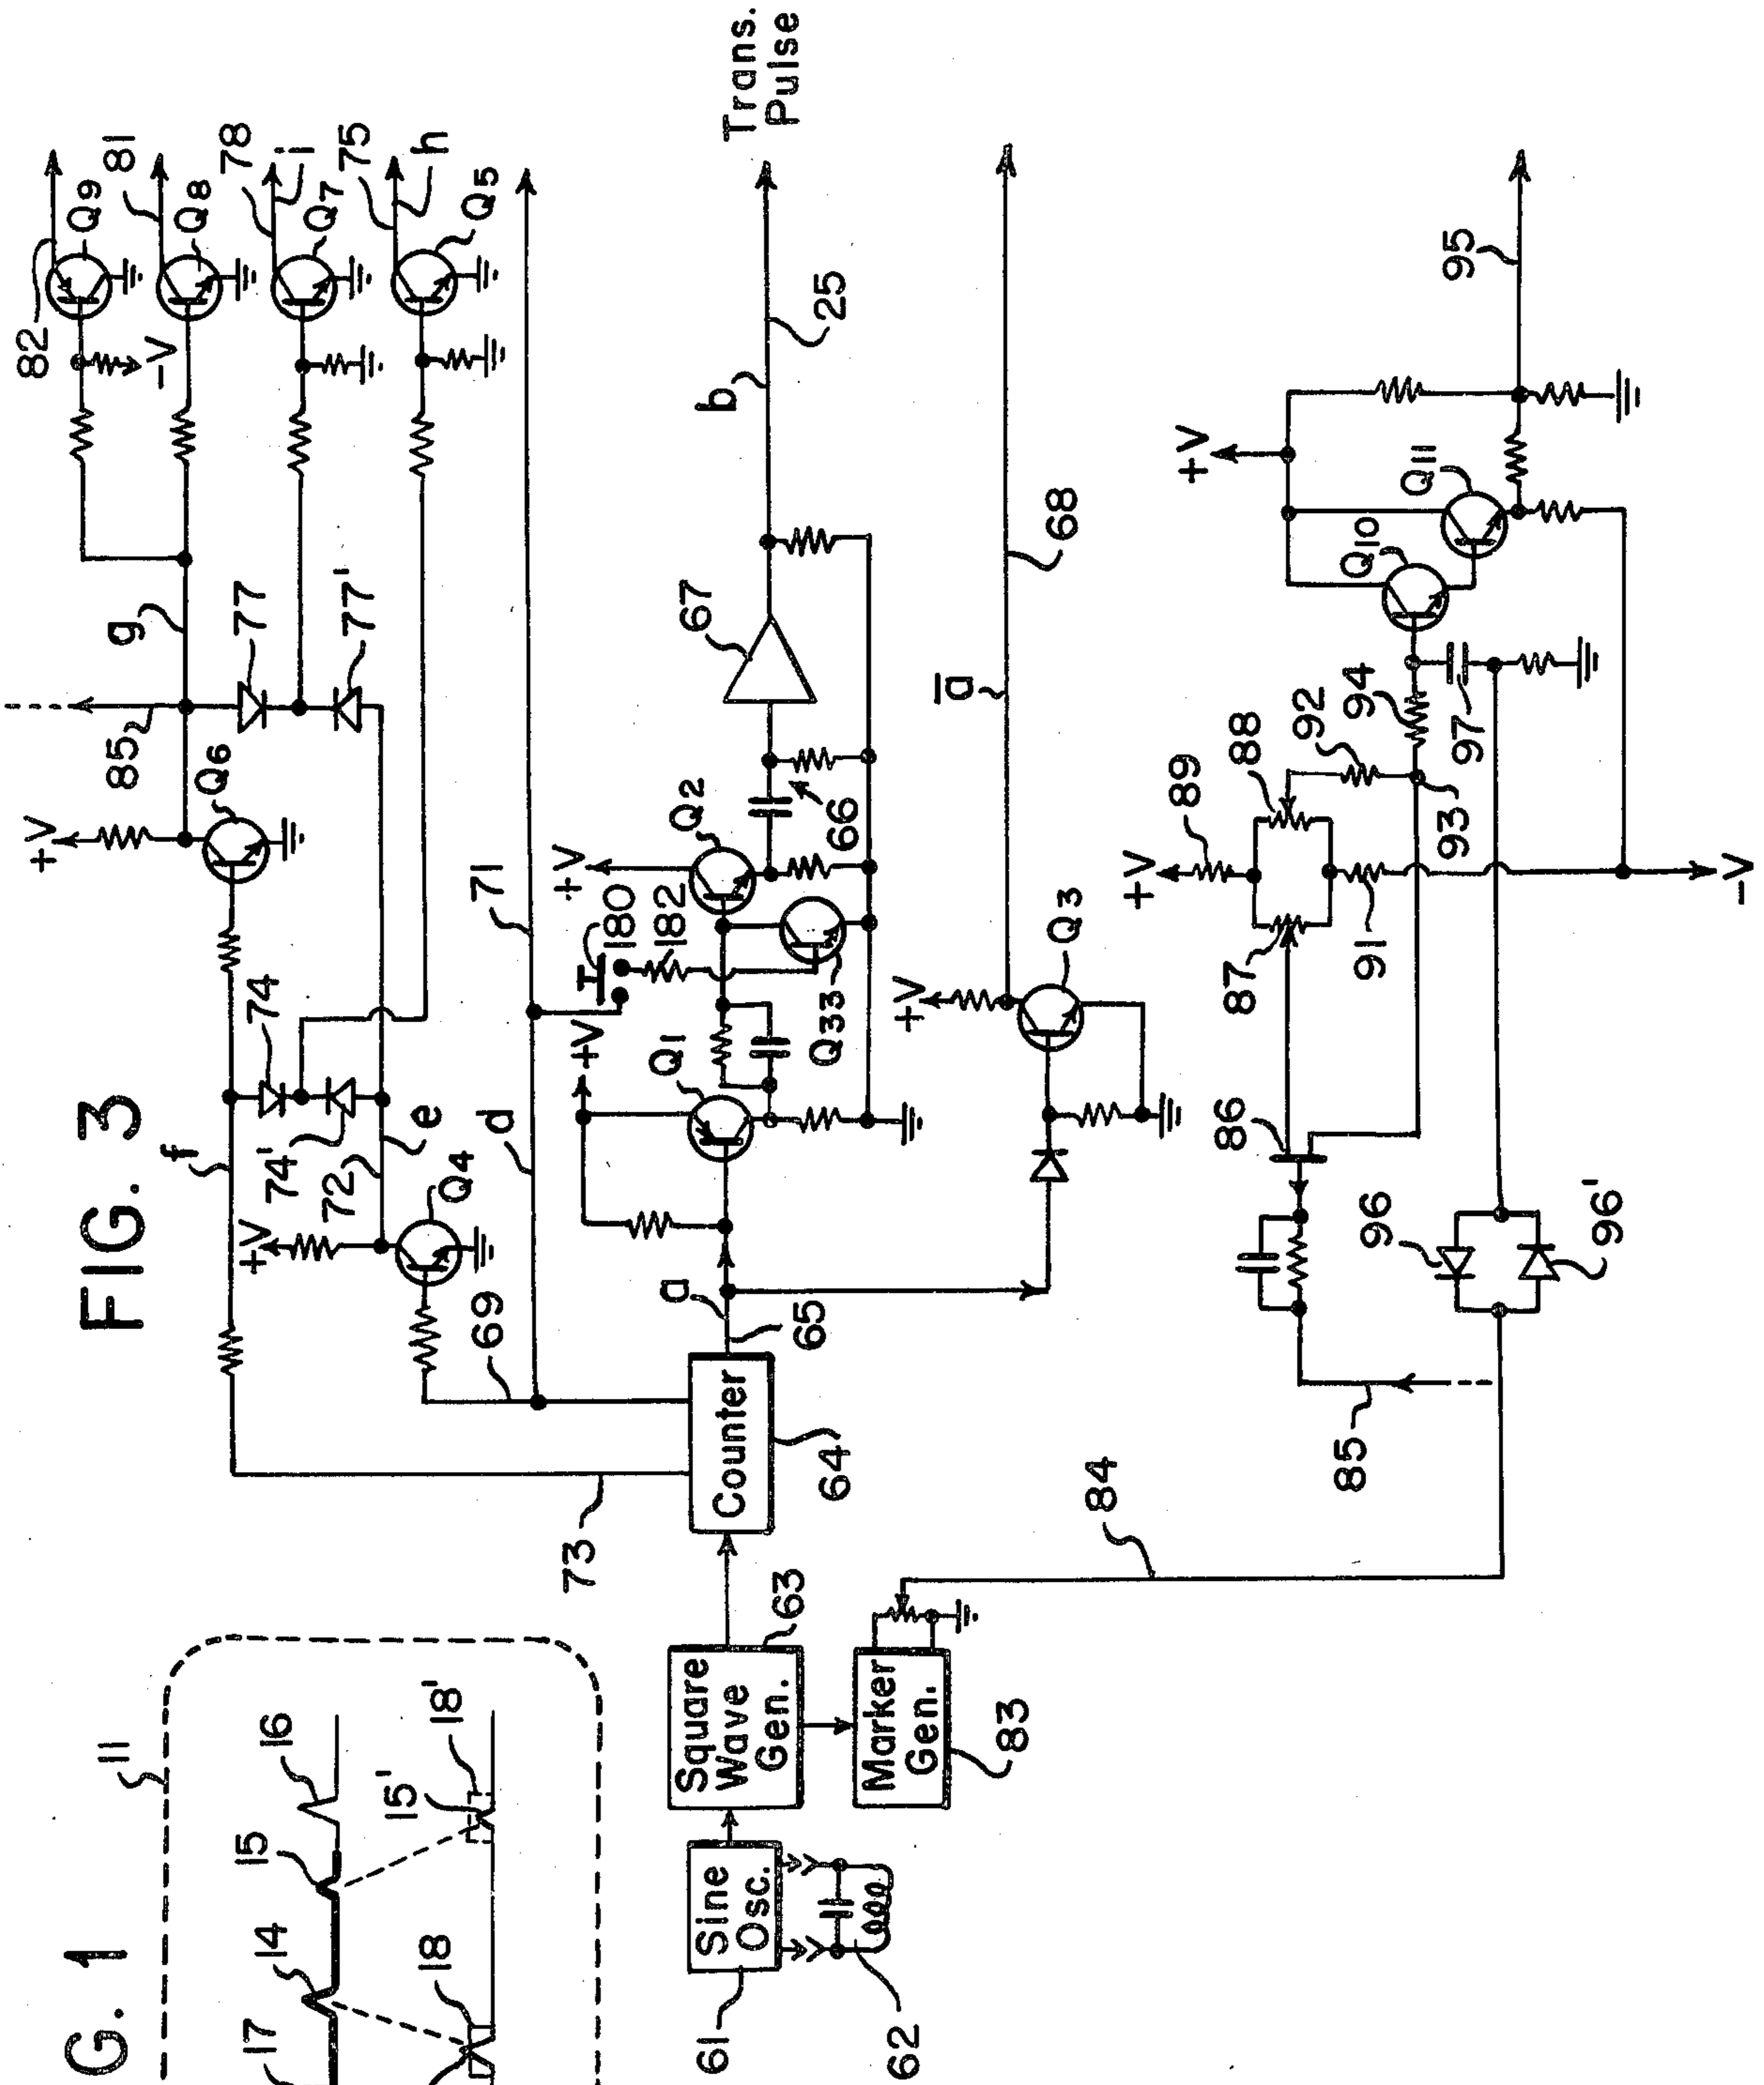 FIG. 3
G. 1
11
17
14
15
16
18
15'
18'
61
Sine
Osc.
62
Square
Wave
Gen.
63
Marker
Gen.
83
84
Counter
64
73
69
65
a
f
74
74'
72
e
+V
Q4
d
71
+V
Q6
85
g
77
77'
82
Q9
-V
81
Q8
78
i
Q7
75
h
Q5
+V
Q1
180
182
Q33
+V
Q2
66
67
b
25
Trans.
Pulse
+V
Q3
a̅
68
85
86
96
96'
87
+V
89
88
91
92
93
94
97
-V
Q10
Q11
+V
95